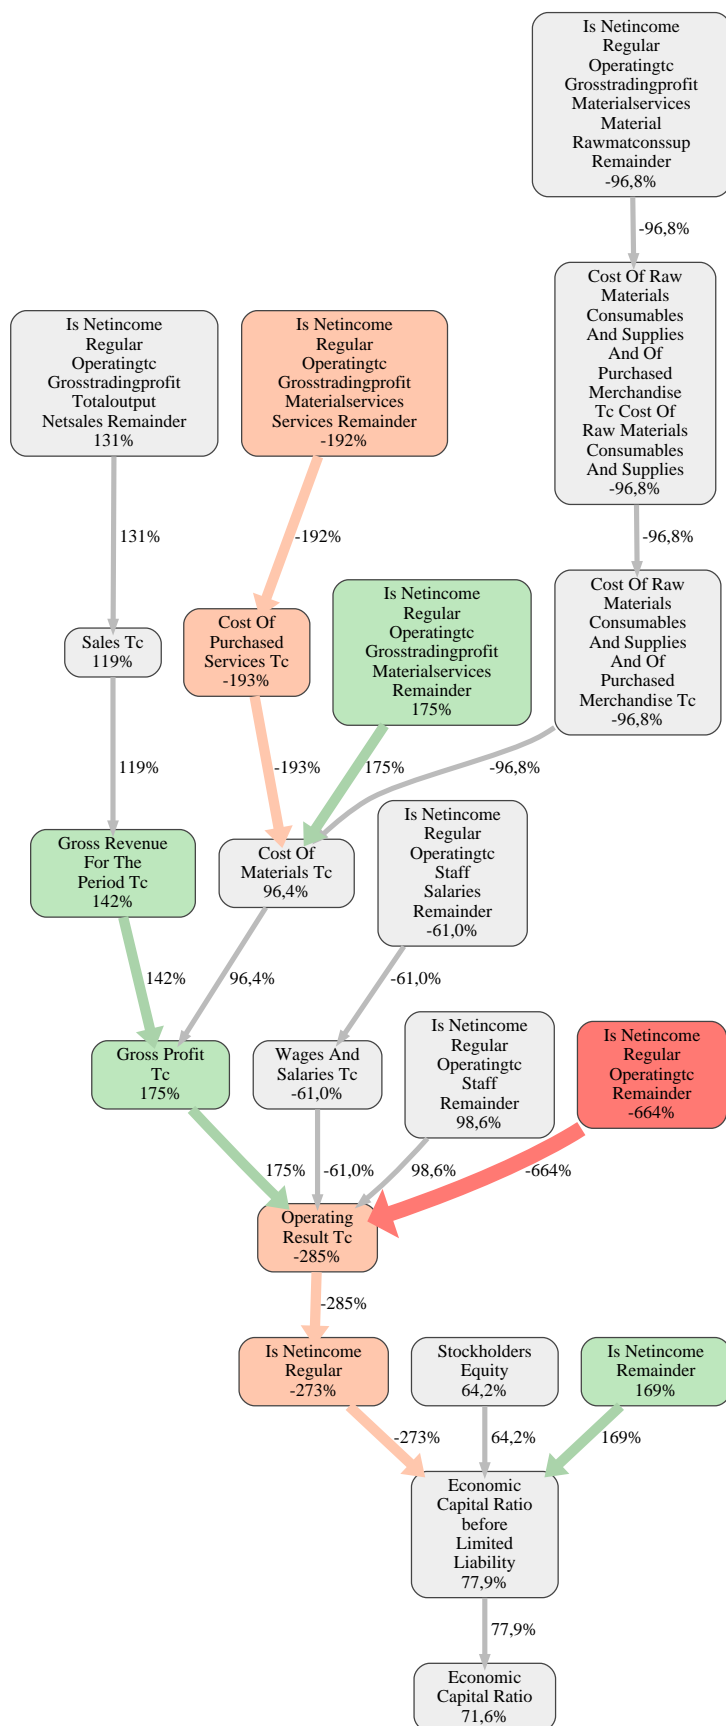 Is Netincome
Regular
Operatingtc
Grosstradingprofit
Materialservices
Material
Rawmatconssup
Remainder
-96,8%
-96,8%
Cost Of Raw
Materials
Consumables
And Supplies
And Of
Purchased
Merchandise
Tc Cost Of
Raw Materials
Consumables
And Supplies
-96,8%
Is Netincome
Regular
Operatingtc
Grosstradingprofit
Totaloutput
Netsales Remainder
131%
Is Netincome
Regular
Operatingtc
Grosstradingprofit
Materialservices
Services Remainder
-192%
131%
-192%
-96,8%
Sales Tc
119%
Cost Of
Purchased
Services Tc
-193%
Is Netincome
Regular
Operatingtc
Grosstradingprofit
Materialservices
Remainder
175%
Cost Of Raw
Materials
Consumables
And Supplies
And Of
Purchased
Merchandise Tc
-96,8%
119%
-193%
175%
-96,8%
Gross Revenue
For The
Period Tc
142%
Cost Of
Materials Tc
96,4%
Is Netincome
Regular
Operatingtc
Staff
Salaries
Remainder
-61,0%
142%
96,4%
-61,0%
Gross Profit
Tc
175%
Wages And
Salaries Tc
-61,0%
Is Netincome
Regular
Operatingtc
Staff
Remainder
98,6%
Is Netincome
Regular
Operatingtc
Remainder
-664%
175%
-61,0%
98,6%
-664%
Operating
Result Tc
-285%
-285%
Is Netincome
Regular
-273%
Stockholders
Equity
64,2%
Is Netincome
Remainder
169%
-273%
64,2%
169%
Economic
Capital Ratio
before
Limited
Liability
77,9%
77,9%
Economic
Capital Ratio
71,6%